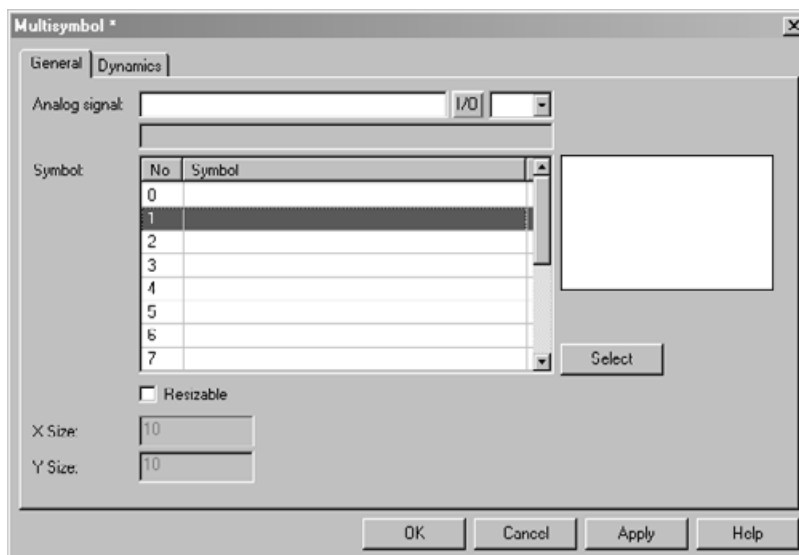 Multisymbol *
General Dynamics
Analog signal: I/O
Symbol: No Symbol
0
1
2
3
4
5
6
7
Select
Resizable
X Size: 10
Y Size: 10
OK Cancel Apply Help